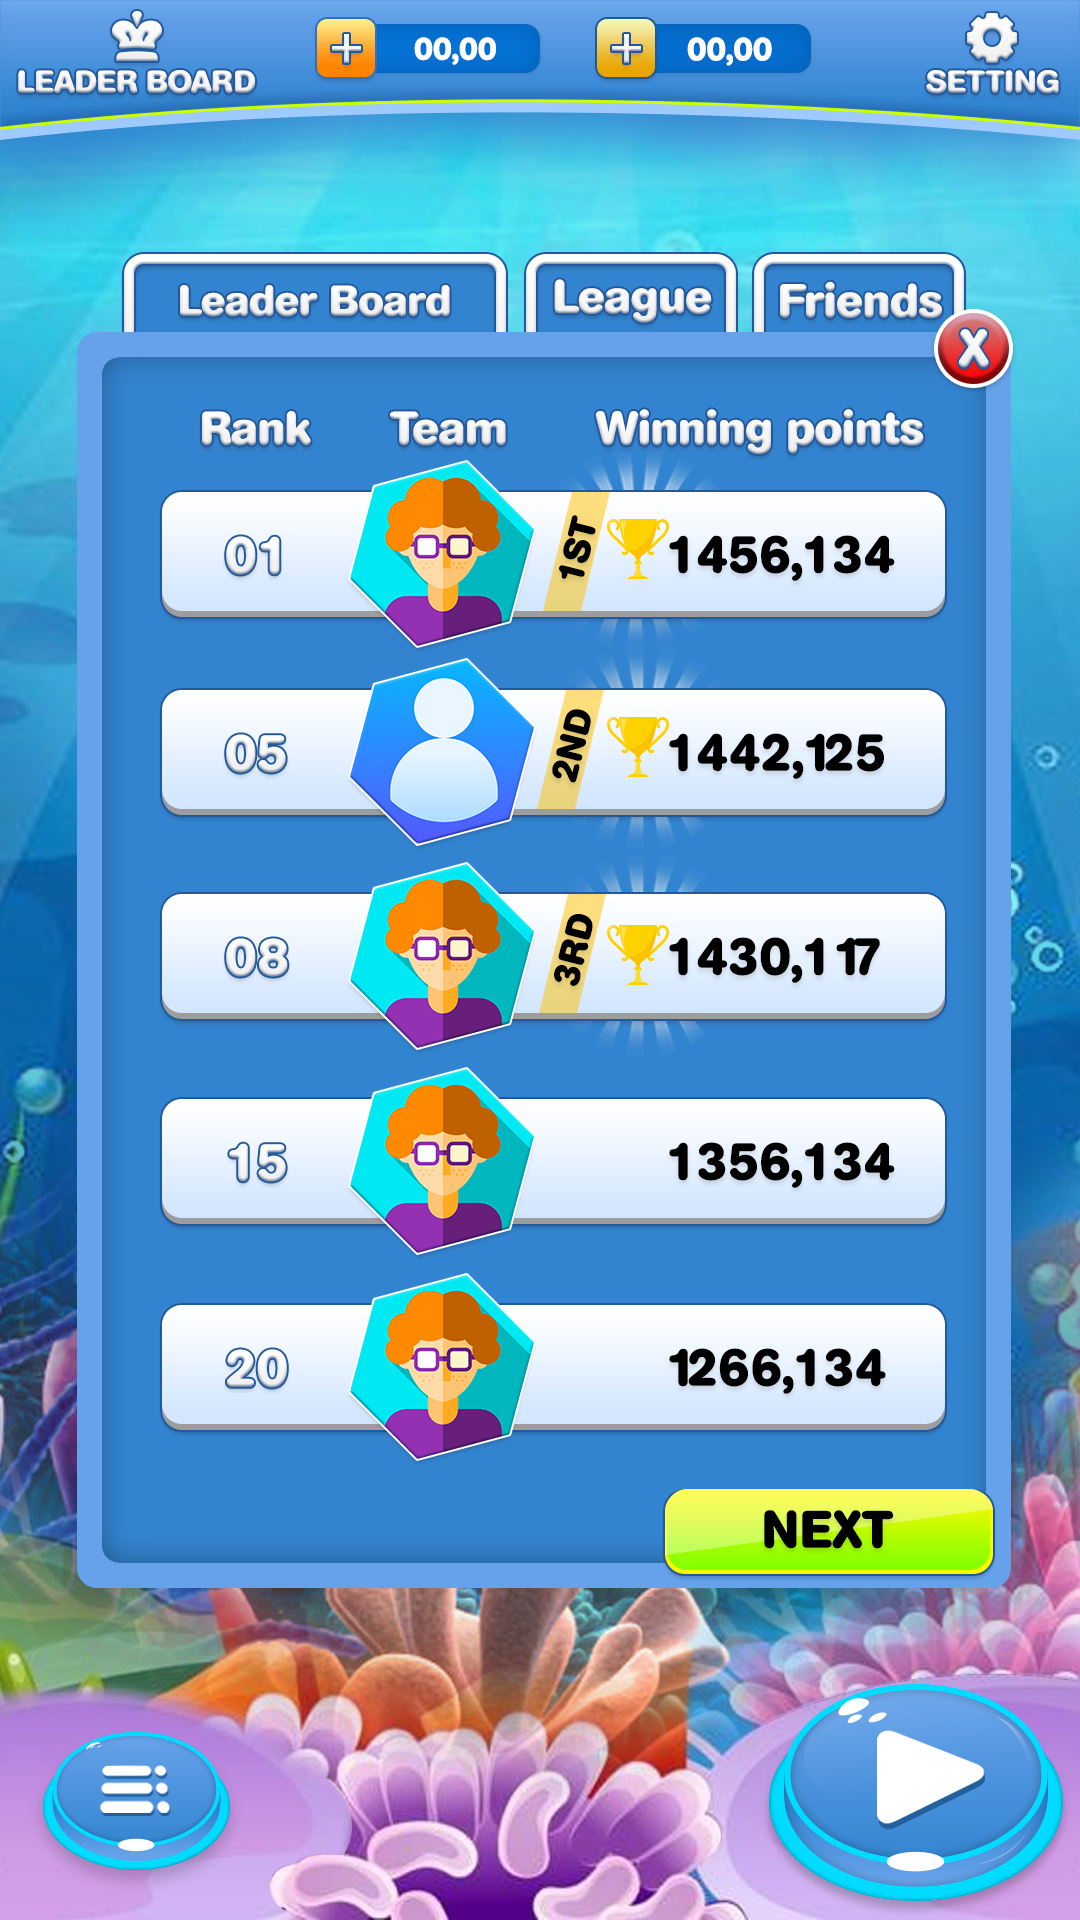 LEADER BOARD
00,00
00,00
SETTING
Leader Board
League
Friends
X
Rank Team Winning points
01 1ST 1456,134
05 2ND 1442,125
08 3RD 1430,117
15 1356,134
20 1266,134
NEXT